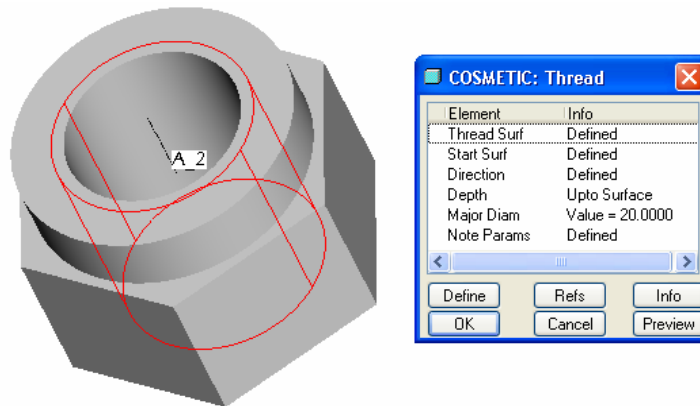 A_2
COSMETIC: Thread
Element Info
Thread Surf Defined
Start Surf Defined
Direction Defined
Depth Upto Surface
Major Diam Value = 20.0000
Note Params Defined
Define Refs Info
OK Cancel Preview